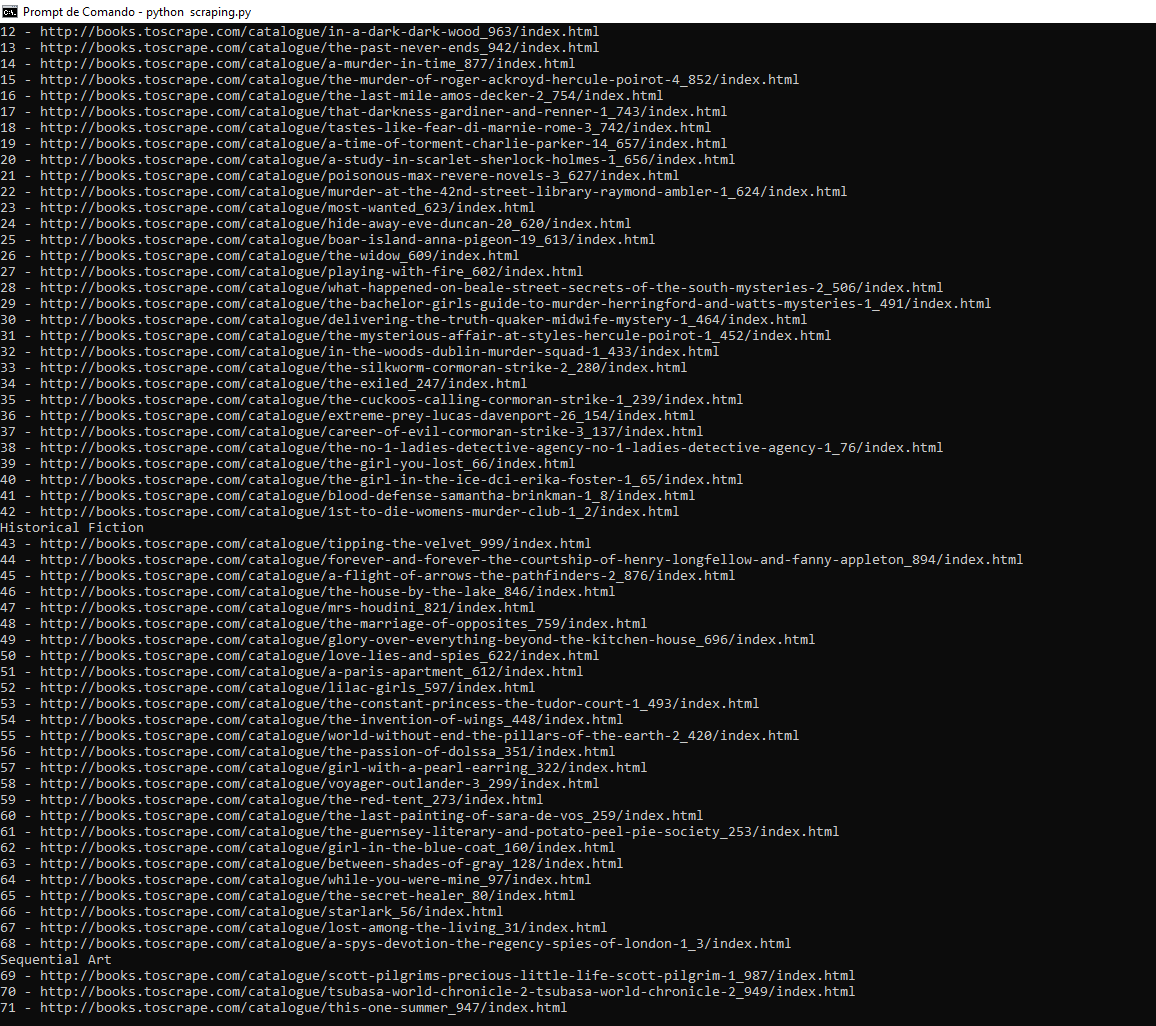 Prompt de Comando - python  scraping.py
12 - http://books.toscrape.com/catalogue/in-a-dark-dark-wood_963/index.html
13 - http://books.toscrape.com/catalogue/the-past-never-ends_942/index.html
14 - http://books.toscrape.com/catalogue/a-murder-in-time_877/index.html
15 - http://books.toscrape.com/catalogue/the-murder-of-roger-ackroyd-hercule-poirot-4_852/index.html
16 - http://books.toscrape.com/catalogue/the-last-mile-amos-decker-2_754/index.html
17 - http://books.toscrape.com/catalogue/that-darkness-gardiner-and-renner-1_743/index.html
18 - http://books.toscrape.com/catalogue/tastes-like-fear-di-marnie-rome-3_742/index.html
19 - http://books.toscrape.com/catalogue/a-time-of-torment-charlie-parker-14_657/index.html
20 - http://books.toscrape.com/catalogue/a-study-in-scarlet-sherlock-holmes-1_656/index.html
21 - http://books.toscrape.com/catalogue/poisonous-max-revere-novels-3_627/index.html
22 - http://books.toscrape.com/catalogue/murder-at-the-42nd-street-library-raymond-ambler-1_624/index.html
23 - http://books.toscrape.com/catalogue/most-wanted_623/index.html
24 - http://books.toscrape.com/catalogue/hide-away-eve-duncan-20_620/index.html
25 - http://books.toscrape.com/catalogue/boar-island-anna-pigeon-19_613/index.html
26 - http://books.toscrape.com/catalogue/the-widow_609/index.html
27 - http://books.toscrape.com/catalogue/playing-with-fire_602/index.html
28 - http://books.toscrape.com/catalogue/what-happened-on-beale-street-secrets-of-the-south-mysteries-2_506/index.html
29 - http://books.toscrape.com/catalogue/the-bachelor-girls-guide-to-murder-herringford-and-watts-mysteries-1_491/index.html
30 - http://books.toscrape.com/catalogue/delivering-the-truth-quaker-midwife-mystery-1_464/index.html
31 - http://books.toscrape.com/catalogue/the-mysterious-affair-at-styles-hercule-poirot-1_452/index.html
32 - http://books.toscrape.com/catalogue/in-the-woods-dublin-murder-squad-1_433/index.html
33 - http://books.toscrape.com/catalogue/the-silkworm-cormoran-strike-2_280/index.html
34 - http://books.toscrape.com/catalogue/the-exiled_247/index.html
35 - http://books.toscrape.com/catalogue/the-cuckoos-calling-cormoran-strike-1_239/index.html
36 - http://books.toscrape.com/catalogue/extreme-prey-lucas-davenport-26_154/index.html
37 - http://books.toscrape.com/catalogue/career-of-evil-cormoran-strike-3_137/index.html
38 - http://books.toscrape.com/catalogue/the-no-1-ladies-detective-agency-no-1-ladies-detective-agency-1_76/index.html
39 - http://books.toscrape.com/catalogue/the-girl-you-lost_66/index.html
40 - http://books.toscrape.com/catalogue/the-girl-in-the-ice-dci-erika-foster-1_65/index.html
41 - http://books.toscrape.com/catalogue/blood-defense-samantha-brinkman-1_8/index.html
42 - http://books.toscrape.com/catalogue/1st-to-die-womens-murder-club-1_2/index.html
Historical Fiction
43 - http://books.toscrape.com/catalogue/tipping-the-velvet_999/index.html
44 - http://books.toscrape.com/catalogue/forever-and-forever-the-courtship-of-henry-longfellow-and-fanny-appleton_894/index.html
45 - http://books.toscrape.com/catalogue/a-flight-of-arrows-the-pathfinders-2_876/index.html
46 - http://books.toscrape.com/catalogue/the-house-by-the-lake_846/index.html
47 - http://books.toscrape.com/catalogue/mrs-houdini_821/index.html
48 - http://books.toscrape.com/catalogue/the-marriage-of-opposites_759/index.html
49 - http://books.toscrape.com/catalogue/glory-over-everything-beyond-the-kitchen-house_696/index.html
50 - http://books.toscrape.com/catalogue/love-lies-and-spies_622/index.html
51 - http://books.toscrape.com/catalogue/a-paris-apartment_612/index.html
52 - http://books.toscrape.com/catalogue/lilac-girls_597/index.html
53 - http://books.toscrape.com/catalogue/the-constant-princess-the-tudor-court-1_493/index.html
54 - http://books.toscrape.com/catalogue/the-invention-of-wings_448/index.html
55 - http://books.toscrape.com/catalogue/world-without-end-the-pillars-of-the-earth-2_420/index.html
56 - http://books.toscrape.com/catalogue/the-passion-of-dolssa_351/index.html
57 - http://books.toscrape.com/catalogue/girl-with-a-pearl-earring_322/index.html
58 - http://books.toscrape.com/catalogue/voyager-outlander-3_299/index.html
59 - http://books.toscrape.com/catalogue/the-red-tent_273/index.html
60 - http://books.toscrape.com/catalogue/the-last-painting-of-sara-de-vos_259/index.html
61 - http://books.toscrape.com/catalogue/the-guernsey-literary-and-potato-peel-pie-society_253/index.html
62 - http://books.toscrape.com/catalogue/girl-in-the-blue-coat_160/index.html
63 - http://books.toscrape.com/catalogue/between-shades-of-gray_128/index.html
64 - http://books.toscrape.com/catalogue/while-you-were-mine_97/index.html
65 - http://books.toscrape.com/catalogue/the-secret-healer_80/index.html
66 - http://books.toscrape.com/catalogue/starlark_56/index.html
67 - http://books.toscrape.com/catalogue/lost-among-the-living_31/index.html
68 - http://books.toscrape.com/catalogue/a-spys-devotion-the-regency-spies-of-london-1_3/index.html
Sequential Art
69 - http://books.toscrape.com/catalogue/scott-pilgrims-precious-little-life-scott-pilgrim-1_987/index.html
70 - http://books.toscrape.com/catalogue/tsubasa-world-chronicle-2-tsubasa-world-chronicle-2_949/index.html
71 - http://books.toscrape.com/catalogue/this-one-summer_947/index.html